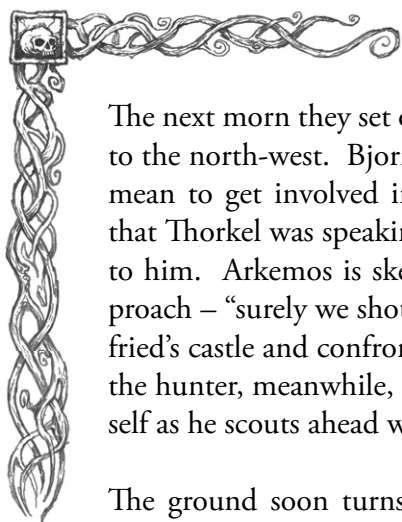 The next morn they set
to the north-west. Bjor
mean to get involved i
that Thorkel was speakin
to him. Arkemos is ske
proach – “surely we shou
fried’s castle and confron
the hunter, meanwhile,
self as he scouts ahead w
The ground soon turns